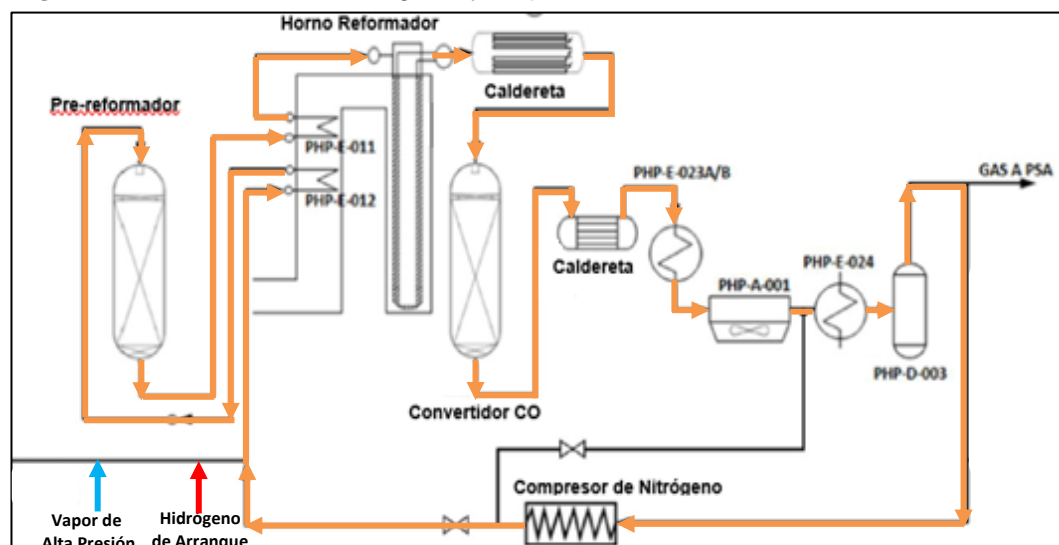 Horno Reformador
Caldereta
Pre-reformador
PHP-E-011
PHP-E-012
PHP-E-023A/B
GAS A PSA
Caldereta
PHP-E-024
PHP-A-001
PHP-D-003
Convertidor CO
Compresor de Nitrógeno
Vapor de
Alta Presión
Hidrogeno
de Arranque